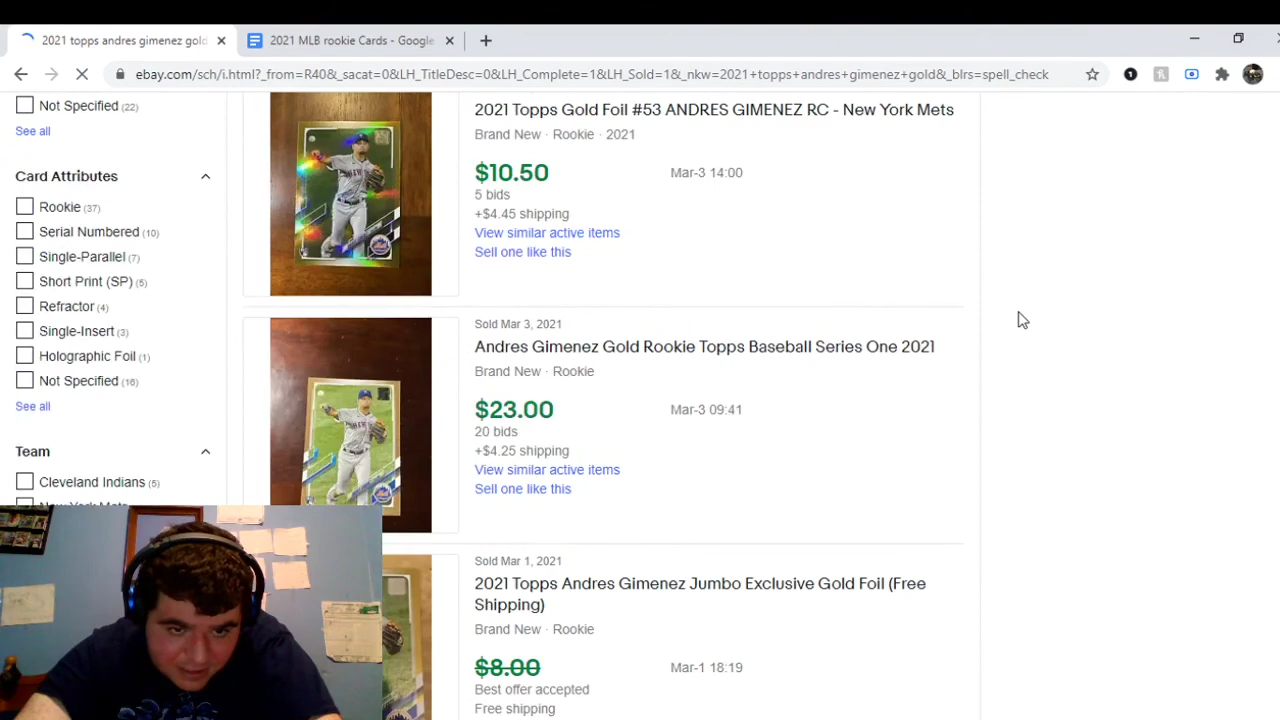 2021 topps andres gimenez gold
2021 MLB rookie Cards - Google
ebay.com/sch/i.html?_from=R40&_sacat=0&LH_TitleDesc=0&LH_Complete=1&LH_Sold=1&_nkw=2021+topps+andres+gimenez+gold&_blrs=spell_check
Not Specified (22)
See all
Card Attributes
Rookie (37)
Serial Numbered (10)
Single-Parallel (7)
Short Print (SP) (5)
Refractor (4)
Single-Insert (3)
Holographic Foil (1)
Not Specified (16)
See all
Team
Cleveland Indians (5)
2021 Topps Gold Foil #53 ANDRES GIMENEZ RC - New York Mets
Brand New · Rookie · 2021
$10.50
Mar-3 14:00
5 bids
+$4.45 shipping
View similar active items
Sell one like this
Sold Mar 3, 2021
Andres Gimenez Gold Rookie Topps Baseball Series One 2021
Brand New · Rookie
$23.00
Mar-3 09:41
20 bids
+$4.25 shipping
View similar active items
Sell one like this
Sold Mar 1, 2021
2021 Topps Andres Gimenez Jumbo Exclusive Gold Foil (Free
Shipping)
Brand New · Rookie
$8.00
Mar-1 18:19
Best offer accepted
Free shipping